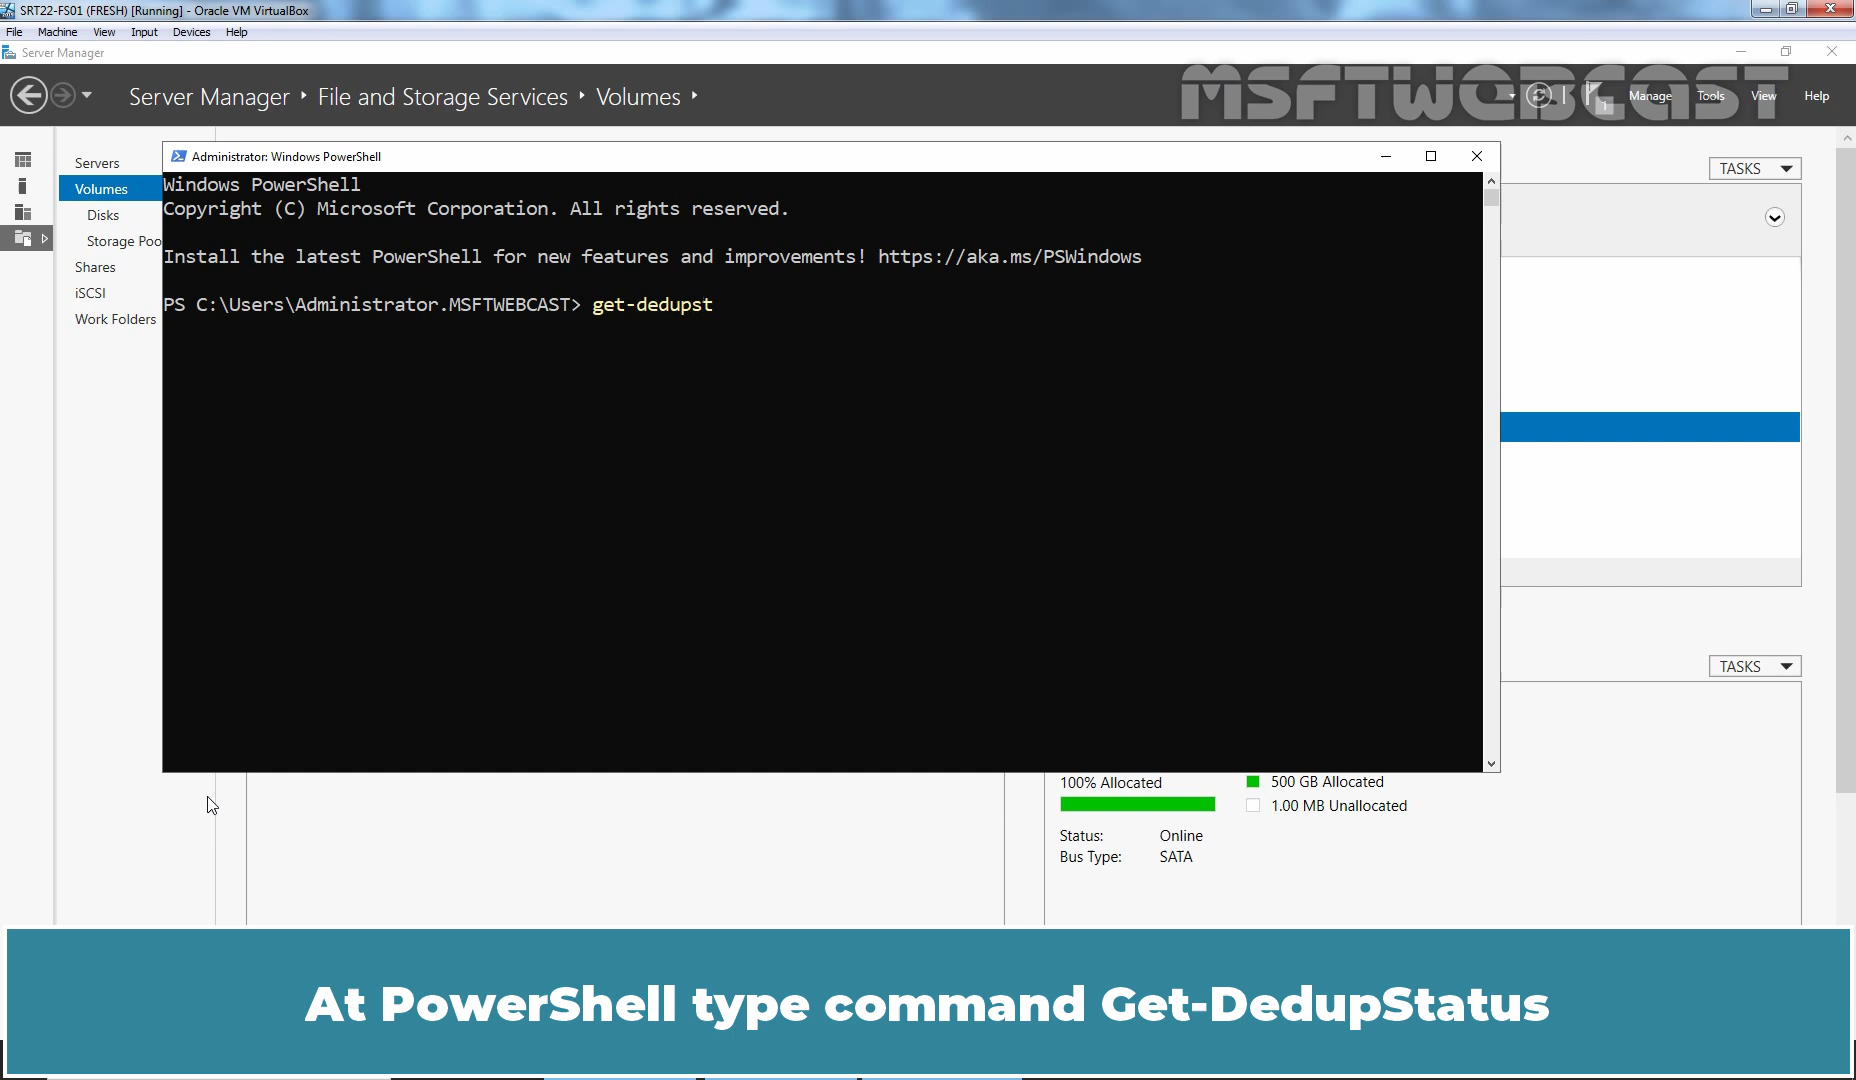 SRT22-FS01 (FRESH) [Running] - Oracle VM VirtualBox
File Machine View Input Devices Help
Server Manager
Server Manager ‣ File and Storage Services ‣ Volumes ‣
MSFTWEBCAST
Manage Tools View Help
Servers
Volumes
Disks
Storage Poo
Shares
iSCSI
Work Folders
Administrator: Windows PowerShell
Windows PowerShell
Copyright (C) Microsoft Corporation. All rights reserved.
Install the latest PowerShell for new features and improvements! https://aka.ms/PSWindows
PS C:\Users\Administrator.MSFTWEBCAST> get-dedupst
TASKS
TASKS
100% Allocated
500 GB Allocated
1.00 MB Unallocated
Status: Online
Bus Type: SATA
At PowerShell type command Get-DedupStatus